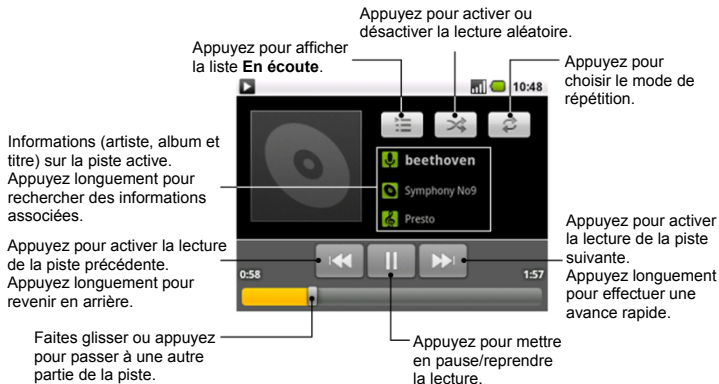 Appuyez pour activer ou
désactiver la lecture aléatoire.
Appuyez pour afficher
la liste En écoute.
Appuyez pour
choisir le mode de
répétition.
10:48
Informations (artiste, album et
titre) sur la piste active.
Appuyez longuement pour
rechercher des informations
associées.
beethoven
Symphony No9
Presto
Appuyez pour activer la lecture
de la piste précédente.
Appuyez longuement pour
revenir en arrière.
0:58
1:57
Appuyez pour activer
la lecture de la piste
suivante.
Appuyez longuement
pour effectuer une
avance rapide.
Faites glisser ou appuyez
pour passer à une autre
partie de la piste.
Appuyez pour mettre
en pause/reprendre
la lecture.